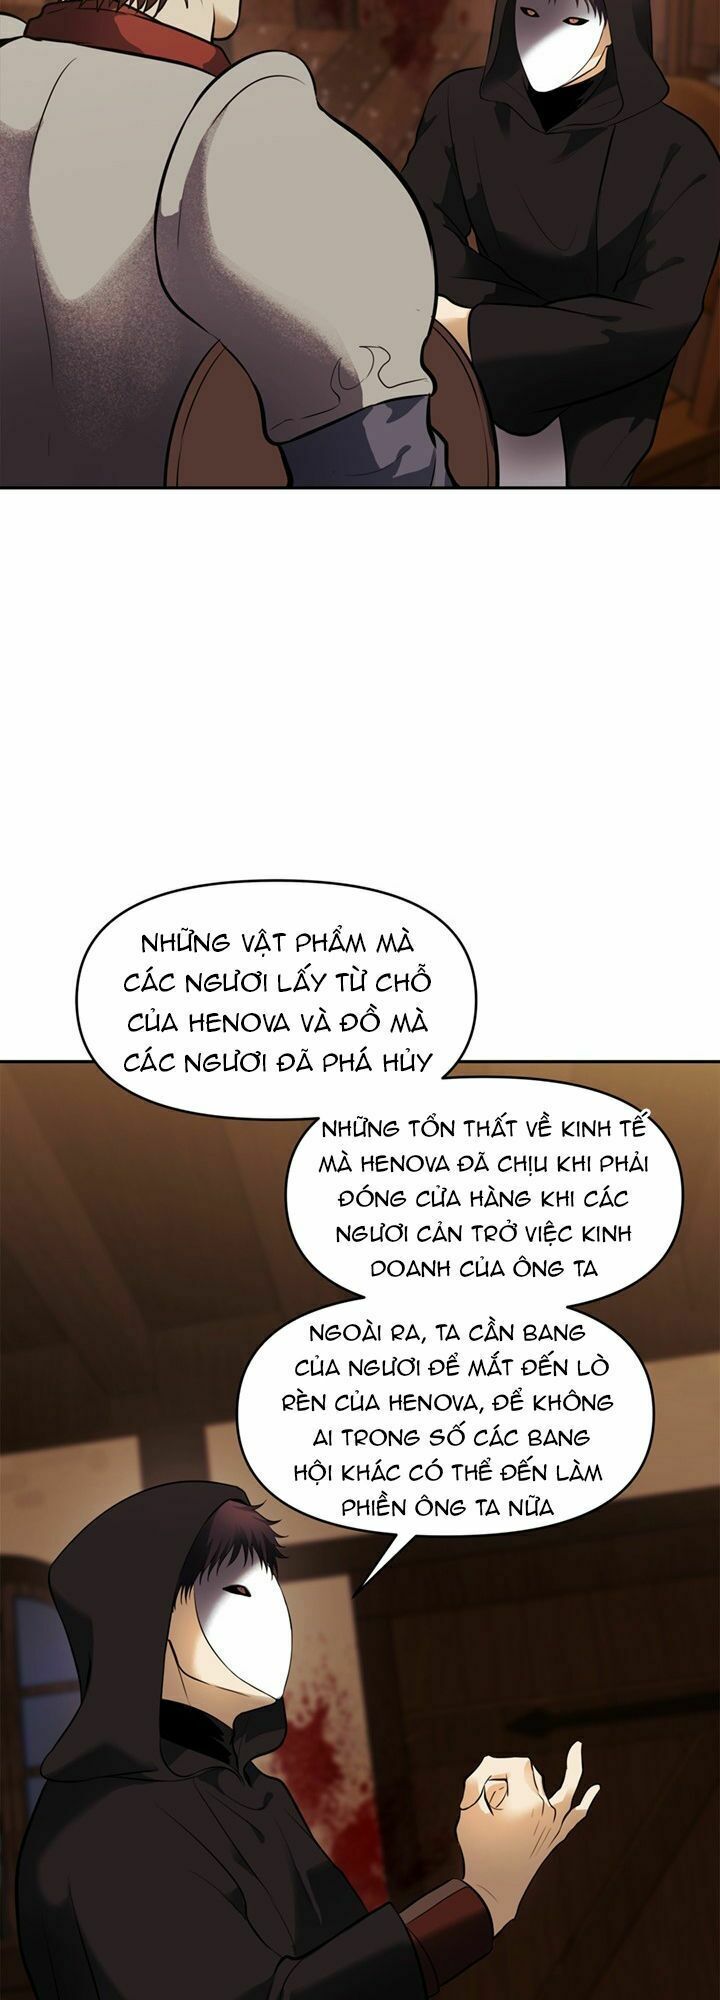 NHỮNG VẬT PHẨM MÀ
CÁC NGƯƠI LẤY TỪ CHỖ
CỦA HENOVA VÀ ĐỒ MÀ
CÁC NGƯƠI ĐÃ PHÁ HỦY
NHỮNG TỔN THẤT VỀ KINH TẾ
MÀ HENOVA ĐÃ CHỊU KHI PHẢI
ĐÓNG CỬA HÀNG KHI CÁC
NGƯƠI CẢN TRỞ VIỆC KINH
DOANH CỦA ÔNG TA
NGOÀI RA, TA CẦN BANG
CỦA NGƯƠI ĐỂ MẮT ĐẾN LÒ
RÈN CỦA HENOVA, ĐỂ KHÔNG
AI TRONG SỐ CÁC BANG
HỘI KHÁC CÓ THỂ ĐẾN LÀM
PHIỀN ÔNG TA NỮA